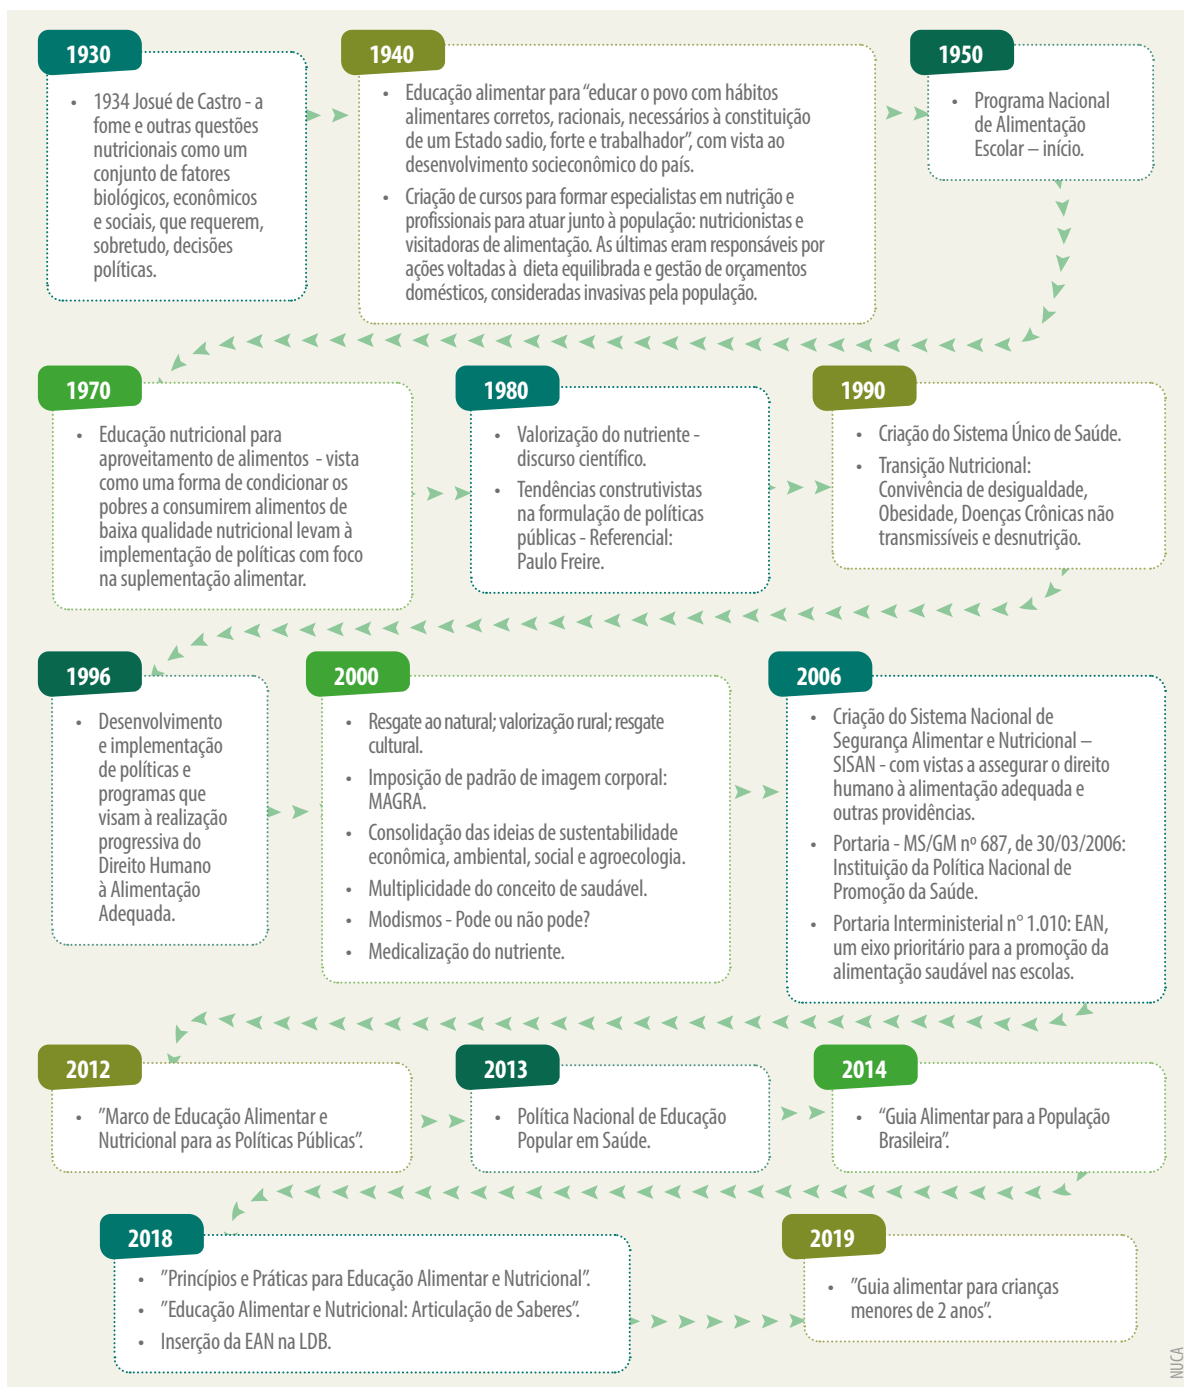 1930
• 1934 Josué de Castro - a
fome e outras questões
nutricionais como um
conjunto de fatores
biológicos, econômicos
e sociais, que requerem,
sobretudo, decisões
políticas.
1940
• Educação alimentar para “educar o povo com hábitos
alimentares corretos, racionais, necessários à constituição
de um Estado sadio, forte e trabalhador”, com vista ao
desenvolvimento socieconômico do país.
• Criação de cursos para formar especialistas em nutrição e
profissionais para atuar junto à população: nutricionistas e
visitadoras de alimentação. As últimas eram responsáveis por
ações voltadas à dieta equilibrada e gestão de orçamentos
domésticos, consideradas invasivas pela população.
1950
• Programa Nacional
de Alimentação
Escolar – início.
1970
• Educação nutricional para
aproveitamento de alimentos - vista
como uma forma de condicionar os
pobres a consumirem alimentos de
baixa qualidade nutricional levam à
implementação de políticas com foco
na suplementação alimentar.
1980
• Valorização do nutriente -
discurso científico.
• Tendências construtivistas
na formulação de políticas
públicas - Referencial:
Paulo Freire.
1990
• Criação do Sistema Único de Saúde.
• Transição Nutricional:
Convivência de desigualdade,
Obesidade, Doenças Crônicas não
transmissíveis e desnutrição.
1996
• Desenvolvimento
e implementação
de políticas e
programas que
visam à realização
progressiva do
Direito Humano
à Alimentação
Adequada.
2000
• Resgate ao natural; valorização rural; resgate
cultural.
• Imposição de padrão de imagem corporal:
MAGRA.
• Consolidação das ideias de sustentabilidade
econômica, ambiental, social e agroecologia.
• Multiplicidade do conceito de saudável.
• Modismos - Pode ou não pode?
• Medicalização do nutriente.
2006
• Criação do Sistema Nacional de
Segurança Alimentar e Nutricional –
SISAN - com vistas a assegurar o direito
humano à alimentação adequada e
outras providências.
• Portaria - MS/GM nº 687, de 30/03/2006:
Instituição da Política Nacional de
Promoção da Saúde.
• Portaria Interministerial n° 1.010: EAN,
um eixo prioritário para a promoção da
alimentação saudável nas escolas.
2012
• ”Marco de Educação Alimentar e
Nutricional para as Políticas Públicas”.
2013
• Política Nacional de Educação
Popular em Saúde.
2014
• “Guia Alimentar para a População
Brasileira”.
2018
• ”Princípios e Práticas para Educação Alimentar e Nutricional”.
• ”Educação Alimentar e Nutricional: Articulação de Saberes”.
• Inserção da EAN na LDB.
2019
• ”Guia alimentar para crianças
menores de 2 anos”.
NUCA